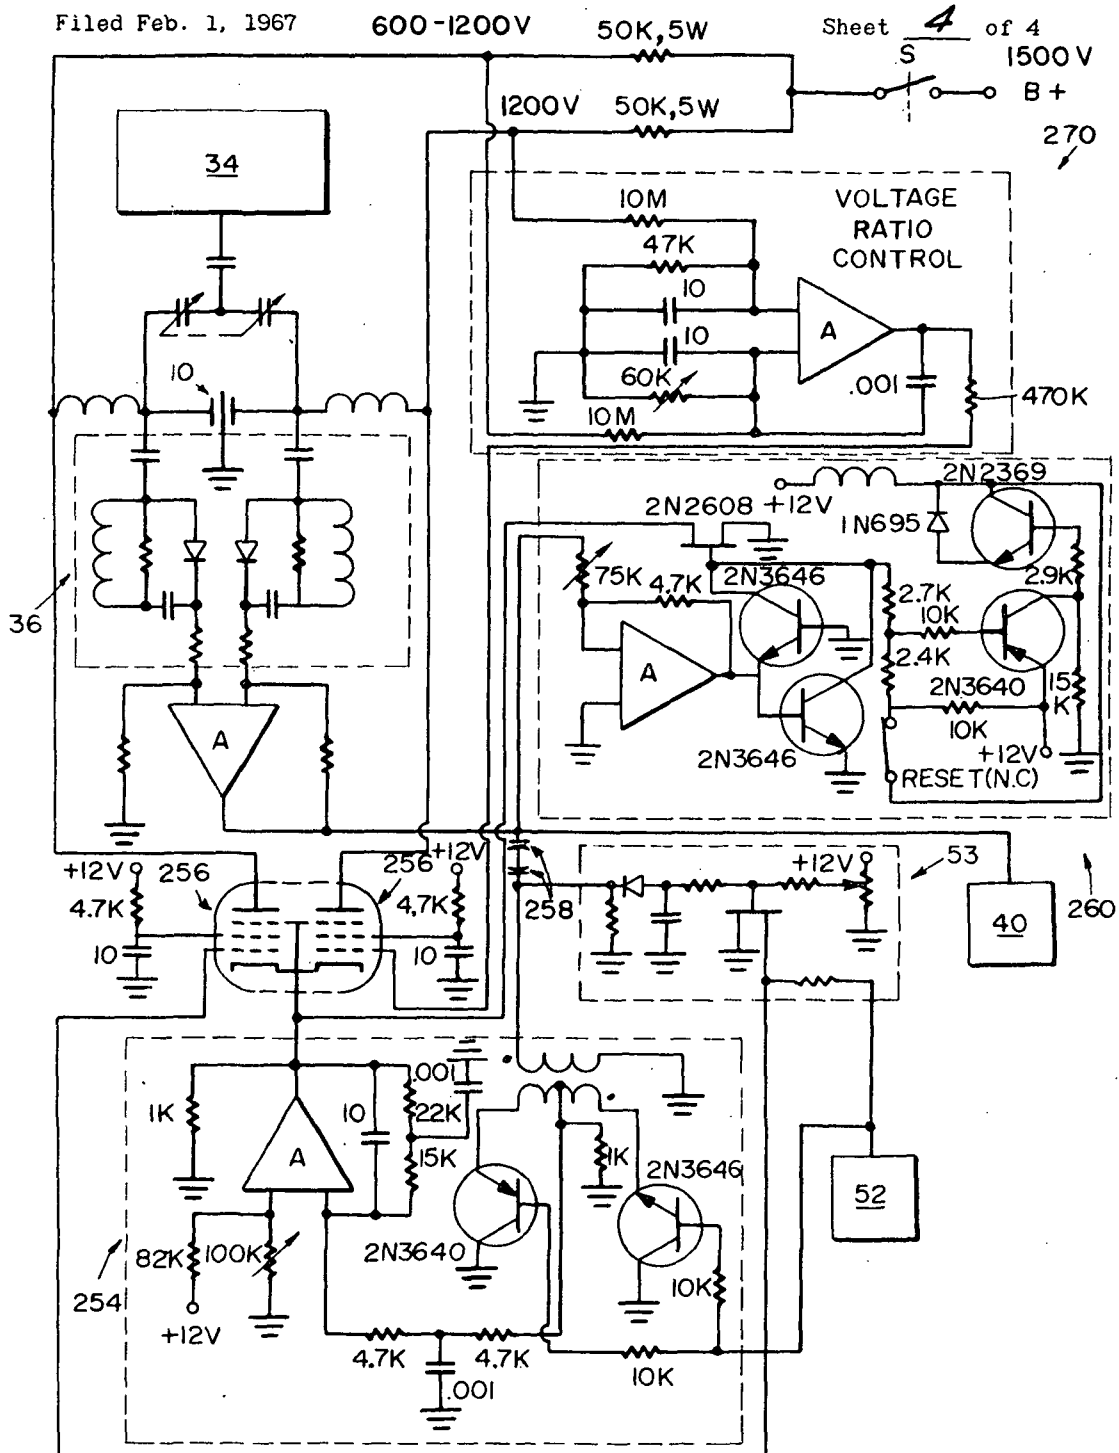 Filed Feb. 1, 1967
Sheet 4 of 4
600-1200V
50K,5W
S
1500V
B+
1200V
50K,5W
270
34
10M
VOLTAGE
RATIO
CONTROL
47K
10
A
10
10
60K
.001
470K
10M
2N2369
2N2608
+12V
1N695
75K
4.7K
2N3646
2.9K
2.7K
10K
36
A
2.4K
2N3640
15
K
A
10K
2N3646
+12V
RESET(N.C)
+12V
256
256
+12V
+12V
53
4.7K
4,7K
258
260
40
10
10
.001
1K
10
22K
A
15K
1K
2N3646
52
2N3640
82K
100K
10K
254
+12V
4.7K
4.7K
10K
.001